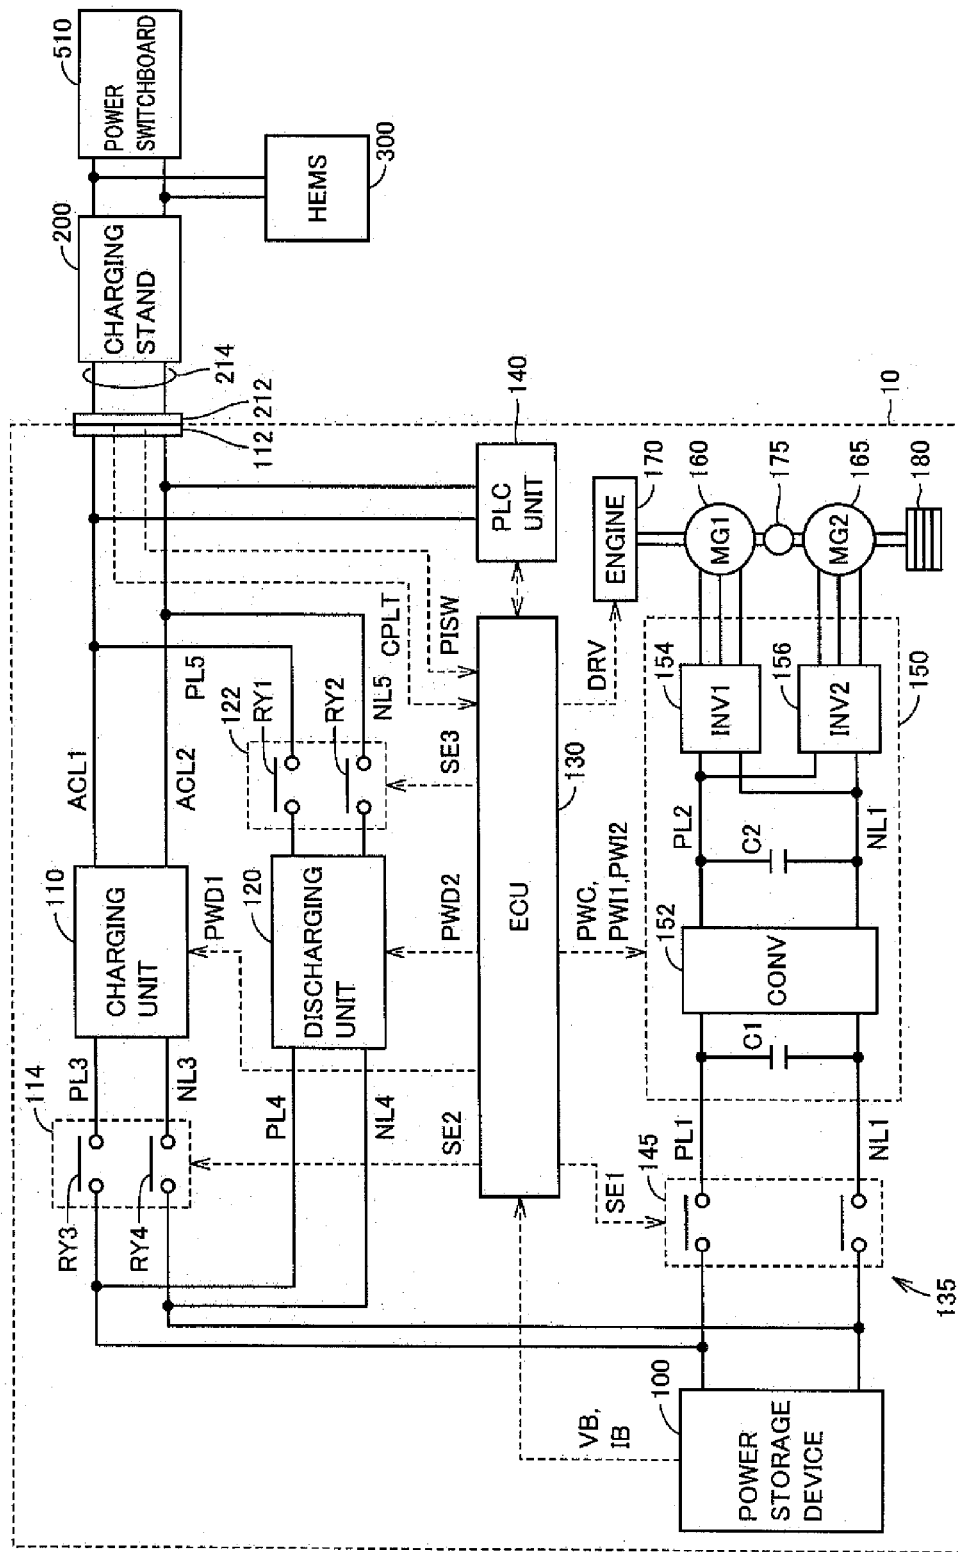 510
POWER
SWITCHBOARD
300
HEMS
200
CHARGING
STAND
214
212
112
10
140
PLC
UNIT
170
ENGINE
160
MG1
175
165
MG2
180
ACL1
ACL2
PL5
NL5
CPLT
PISW
122
RY1
RY2
SE3
DRV
130
ECU
110
CHARGING
UNIT
PWD1
120
DISCHARGING
UNIT
PWD2
PWC,
PWI1,PWI2
154
INV1
156
INV2
150
PL2
NL1
C2
152
CONV
C1
114
PL3
NL3
RY3
RY4
PL4
NL4
SE2
SE1
145
PL1
NL1
135
VB,
IB
100
POWER
STORAGE
DEVICE